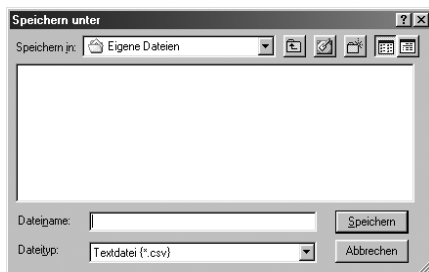 Speichern unter
Speichern in: Eigene Dateien
Dateiname: Speichern
Dateityp: Textdatei (*.csv) Abbrechen